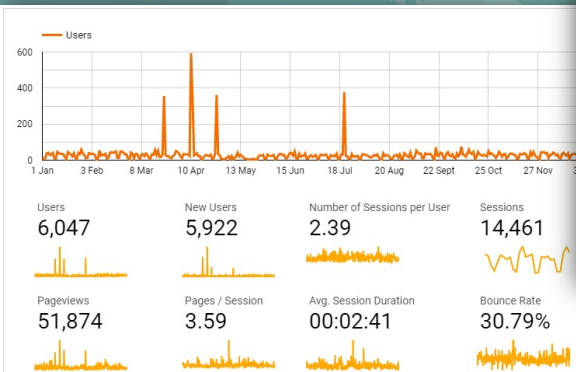 Users
600
400
200
0
1 Jan 3 Feb 8 Mar 10 Apr 13 May 15 Jun 18 Jul 20 Aug 22 Sept 25 Oct 27 Nov
Users New Users Number of Sessions per User Sessions
6,047 5,922 2.39 14,461
Pageviews Pages / Session Avg. Session Duration Bounce Rate
51,874 3.59 00:02:41 30.79%